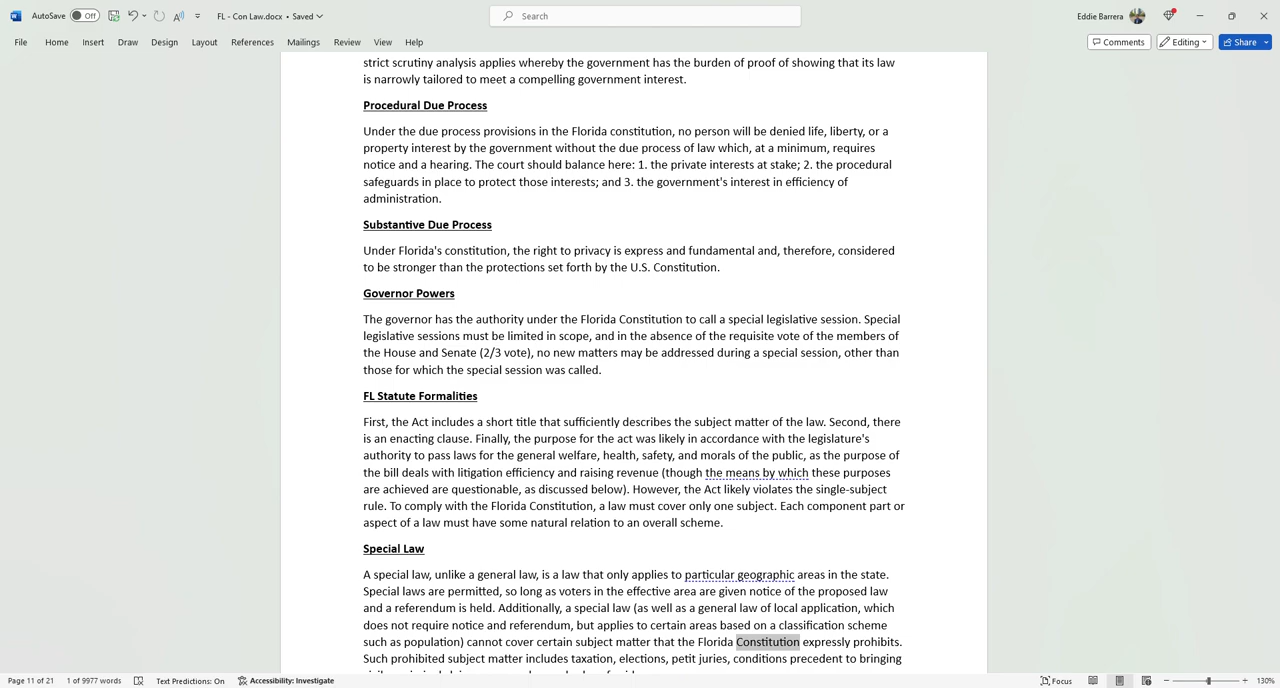 AutoSave Off FL - Con Law.docx • Saved Search Eddie Barrera
File Home Insert Draw Design Layout References Mailings Review View Help Comments Editing Share
strict scrutiny analysis applies whereby the government has the burden of proof of showing that its law
is narrowly tailored to meet a compelling government interest.
Procedural Due Process
Under the due process provisions in the Florida constitution, no person will be denied life, liberty, or a
property interest by the government without the due process of law which, at a minimum, requires
notice and a hearing. The court should balance here: 1. the private interests at stake; 2. the procedural
safeguards in place to protect those interests; and 3. the government's interest in efficiency of
administration.
Substantive Due Process
Under Florida's constitution, the right to privacy is express and fundamental and, therefore, considered
to be stronger than the protections set forth by the U.S. Constitution.
Governor Powers
The governor has the authority under the Florida Constitution to call a special legislative session. Special
legislative sessions must be limited in scope, and in the absence of the requisite vote of the members of
the House and Senate (2/3 vote), no new matters may be addressed during a special session, other than
those for which the special session was called.
FL Statute Formalities
First, the Act includes a short title that sufficiently describes the subject matter of the law. Second, there
is an enacting clause. Finally, the purpose for the act was likely in accordance with the legislature's
authority to pass laws for the general welfare, health, safety, and morals of the public, as the purpose of
the bill deals with litigation efficiency and raising revenue (though the means by which these purposes
are achieved are questionable, as discussed below). However, the Act likely violates the single-subject
rule. To comply with the Florida Constitution, a law must cover only one subject. Each component part or
aspect of a law must have some natural relation to an overall scheme.
Special Law
A special law, unlike a general law, is a law that only applies to particular geographic areas in the state.
Special laws are permitted, so long as voters in the effective area are given notice of the proposed law
and a referendum is held. Additionally, a special law (as well as a general law of local application, which
does not require notice and referendum, but applies to certain areas based on a classification scheme
such as population) cannot cover certain subject matter that the Florida Constitution expressly prohibits.
Such prohibited subject matter includes taxation, elections, petit juries, conditions precedent to bringing
Page 11 of 21 1 of 9977 words Text Predictions: On Accessibility: Investigate Focus 130%